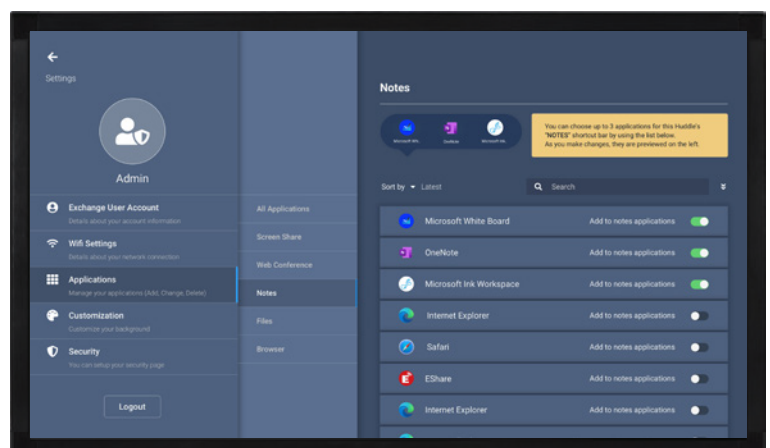 Settings
Admin
Exchange User Account
Details about your account information
Wifi Settings
Details about your network connection
Applications
Manage your applications (Add, Change, Delete)
Customization
Customize your background
Security
You can setup your security page
Logout
All Applications
Screen Share
Web Conference
Notes
Files
Browser
Notes
Microsoft Wh..
OneNote
Microsoft Ink..
You can choose up to 3 applications for this Huddle's
"NOTES" shortcut bar by using the list below.
As you make changes, they are previewed on the left.
Sort by Latest
Search
Microsoft White Board Add to notes applications
OneNote Add to notes applications
Microsoft Ink Workspace Add to notes applications
Internet Explorer Add to notes applications
Safari Add to notes applications
EShare Add to notes applications
Internet Explorer Add to notes applications